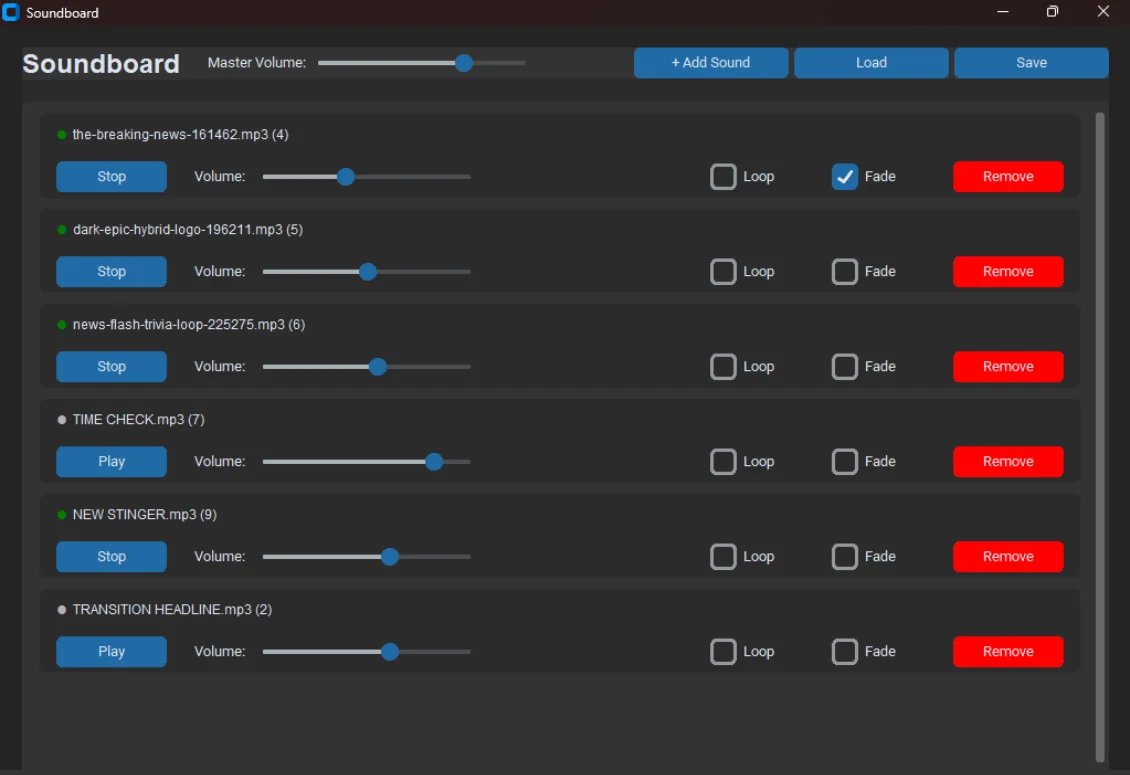 Soundboard
Soundboard Master Volume: + Add Sound Load Save
the-breaking-news-161462.mp3 (4)
Stop Volume: Loop Fade Remove
dark-epic-hybrid-logo-196211.mp3 (5)
Stop Volume: Loop Fade Remove
news-flash-trivia-loop-225275.mp3 (6)
Stop Volume: Loop Fade Remove
TIME CHECK.mp3 (7)
Play Volume: Loop Fade Remove
NEW STINGER.mp3 (9)
Stop Volume: Loop Fade Remove
TRANSITION HEADLINE.mp3 (2)
Play Volume: Loop Fade Remove